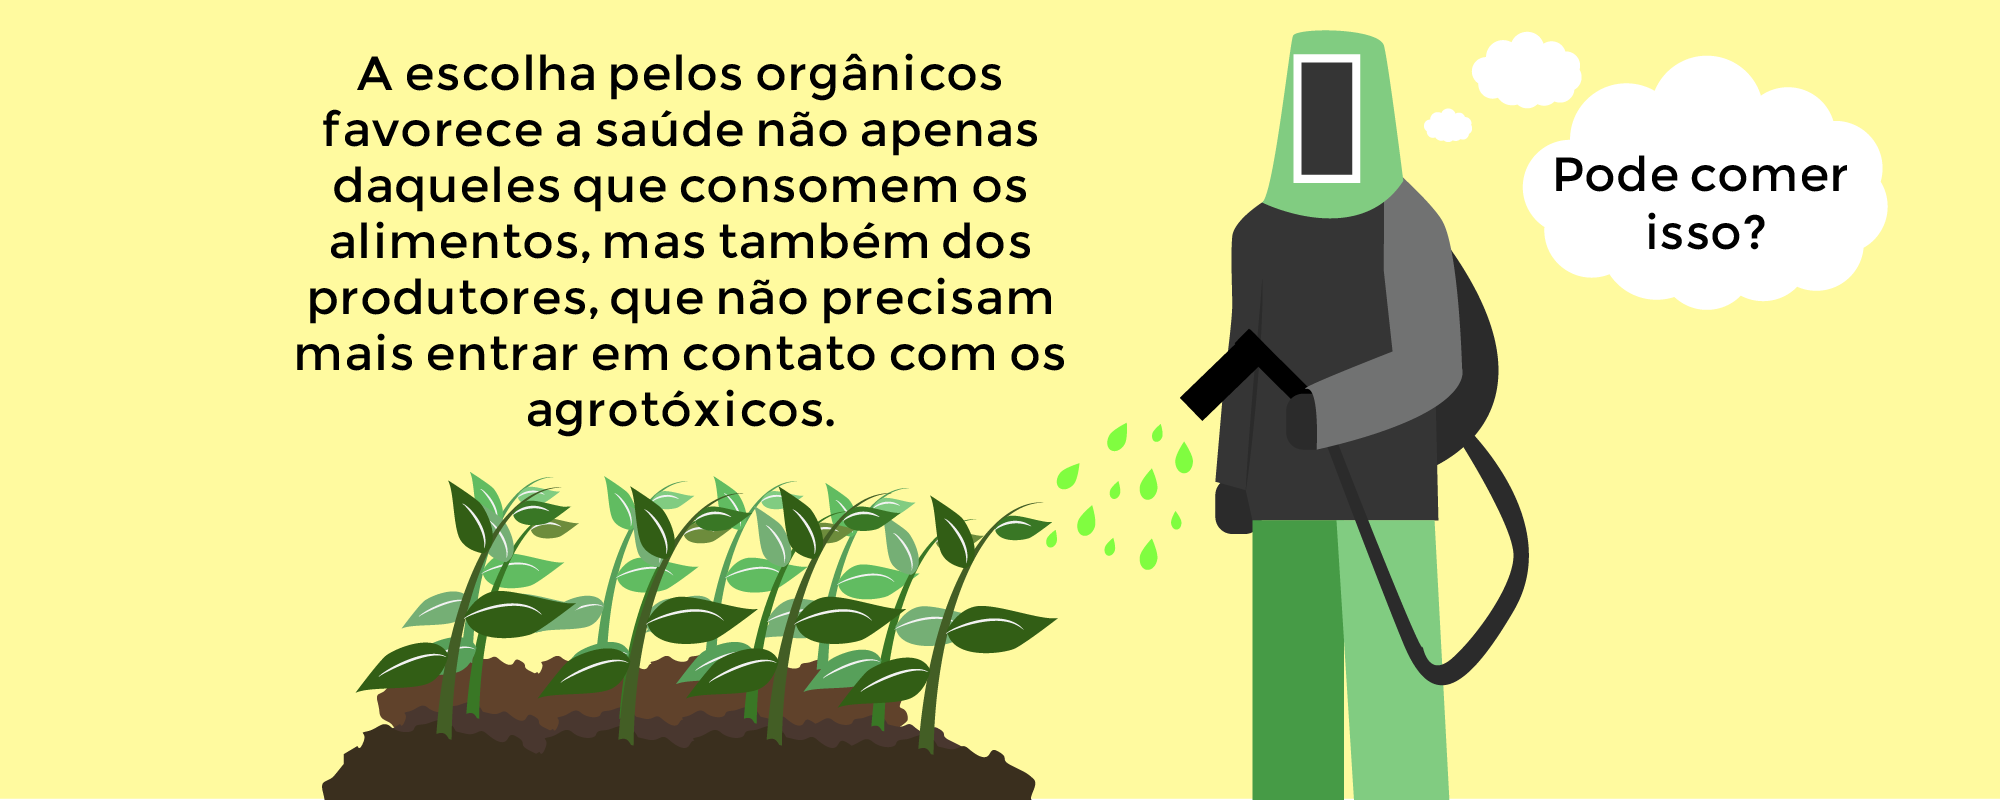 A escolha pelos orgânicos
favorece a saúde não apenas
daqueles que consomem os
alimentos, mas também dos
produtores, que não precisam
mais entrar em contato com os
agrotóxicos.
Pode comer
isso?